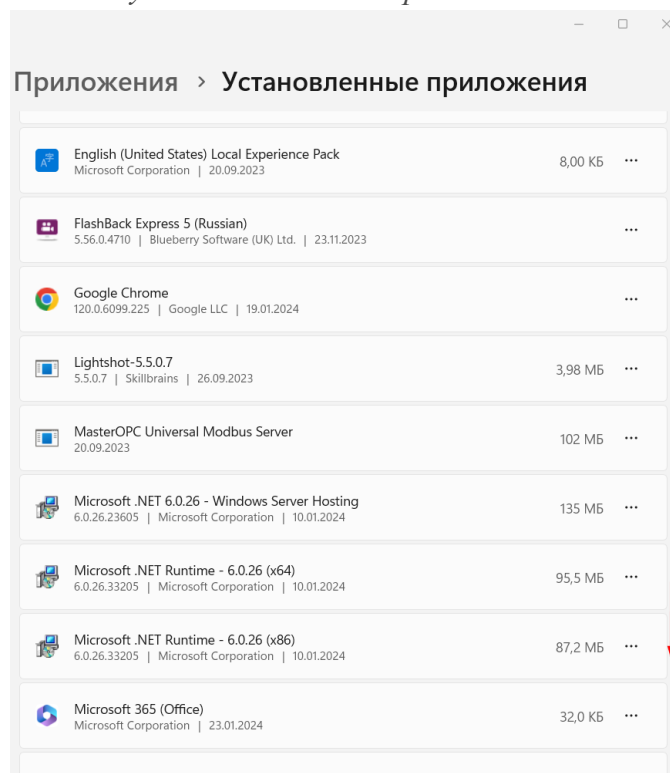 Приложения > Установленные приложения
English (United States) Local Experience Pack
Microsoft Corporation | 20.09.2023
8,00 КБ
FlashBack Express 5 (Russian)
5.56.0.4710 | Blueberry Software (UK) Ltd. | 23.11.2023
Google Chrome
120.0.6099.225 | Google LLC | 19.01.2024
Lightshot-5.5.0.7
5.5.0.7 | Skillbrains | 26.09.2023
3,98 МБ
MasterOPC Universal Modbus Server
20.09.2023
102 МБ
Microsoft .NET 6.0.26 - Windows Server Hosting
6.0.26.23605 | Microsoft Corporation | 10.01.2024
135 МБ
Microsoft .NET Runtime - 6.0.26 (x64)
6.0.26.33205 | Microsoft Corporation | 10.01.2024
95,5 МБ
Microsoft .NET Runtime - 6.0.26 (x86)
6.0.26.33205 | Microsoft Corporation | 10.01.2024
87,2 МБ
Microsoft 365 (Office)
Microsoft Corporation | 23.01.2024
32,0 КБ